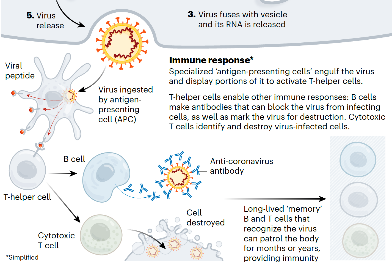 5. Virus
release
3. Virus fuses with vesicle
and its RNA is released
Immune response*
Specialized ‘antigen-presenting cells’ engulf the virus
and display portions of it to activate T-helper cells.
Viral
peptide
Virus ingested
by antigen-
presenting
cell (APC)
T-helper cells enable other immune responses: B cells
make antibodies that can block the virus from infecting
cells, as well as mark the virus for destruction. Cytotoxic
T cells identify and destroy virus-infected cells.
B cell
Anti-coronavirus
antibody
T-helper cell
Cytotoxic
T cell
Cell
destroyed
Long-lived ‘memory’
B and T cells that
recognize the virus
can patrol the body
for months or years,
providing immunity
*Simplified